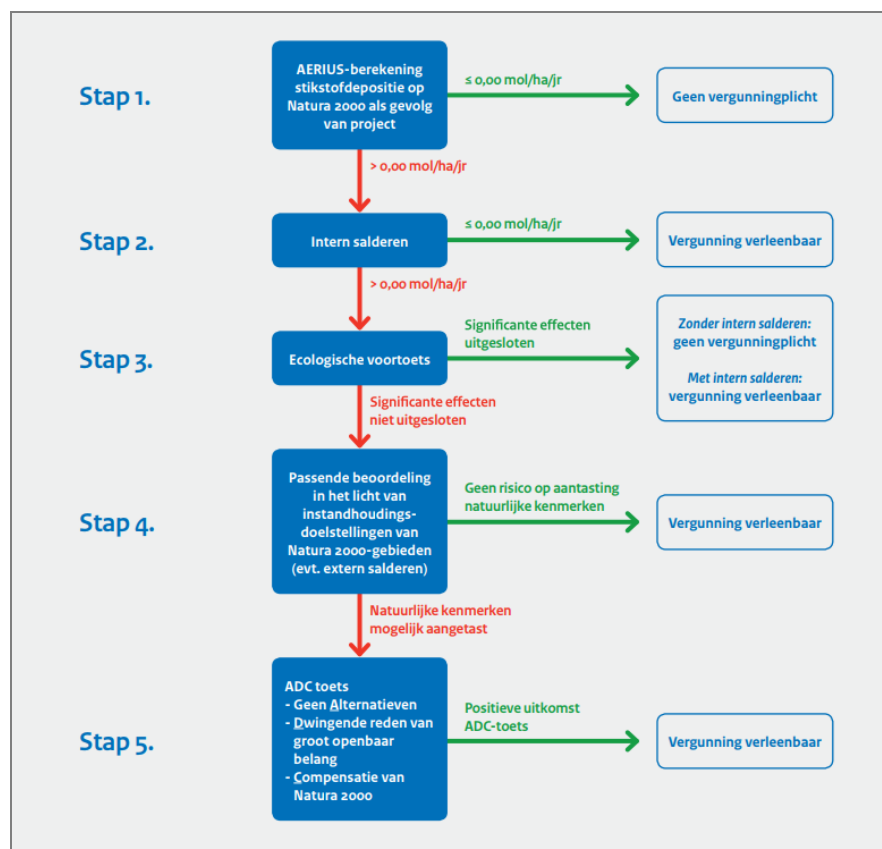 Stap 1.
AERIUS-berekening
stikstofdepositie op
Natura 2000 als gevolg
van project
≤ 0,00 mol/ha/jr
Geen vergunningplicht
> 0,00 mol/ha/jr
Stap 2.
Intern salderen
≤ 0,00 mol/ha/jr
Vergunning verleenbaar
> 0,00 mol/ha/jr
Stap 3.
Ecologische voortoets
Significante effecten
uitgesloten
Zonder intern salderen:
geen vergunningplicht
Met intern salderen:
vergunning verleenbaar
Significante effecten
niet uitgesloten
Stap 4.
Passende beoordeling
in het licht van
instandhoudings-
doelstellingen van
Natura 2000-gebieden
(evt. extern salderen)
Geen risico op aantasting
natuurlijke kenmerken
Vergunning verleenbaar
Natuurlijke kenmerken
mogelijk aangetast
Stap 5.
ADC toets
- Geen Alternatieven
- Dwingende reden van
groot openbaar
belang
- Compensatie van
Natura 2000
Positieve uitkomst
ADC-toets
Vergunning verleenbaar